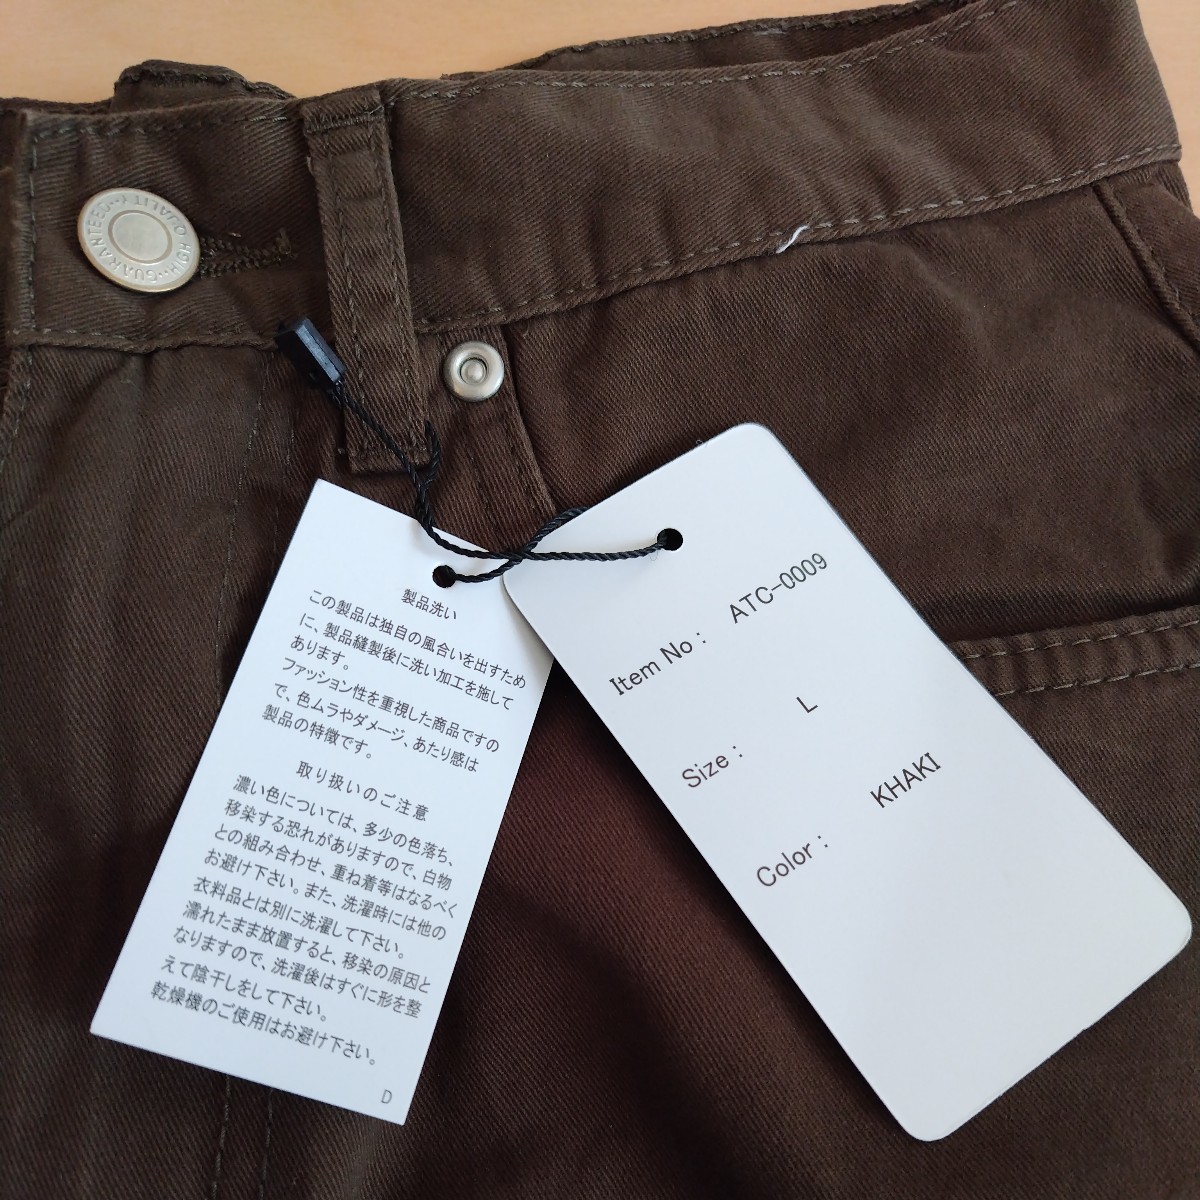 HIGH QUALITY・・GUARANTEED・・
製品洗い
この製品は独自の風合いを出すため
に、製品縫製後に洗い加工を施して
あります。
ファッション性を重視した商品ですの
で、色ムラやダメージ、あたり感は
製品の特徴です。
取り扱いのご注意
濃い色については、多少の色落ち、
移染する恐れがありますので、白物
との組み合わせ、重ね着等はなるべく
お避け下さい。また、洗濯時には他の
衣料品とは別に洗濯して下さい。
濡れたまま放置すると、移染の原因と
なりますので、洗濯後はすぐに形を整
えて陰干しをして下さい。
乾燥機のご使用はお避け下さい。
D
Item No : ATC-0009
Size : L
Color : KHAKI